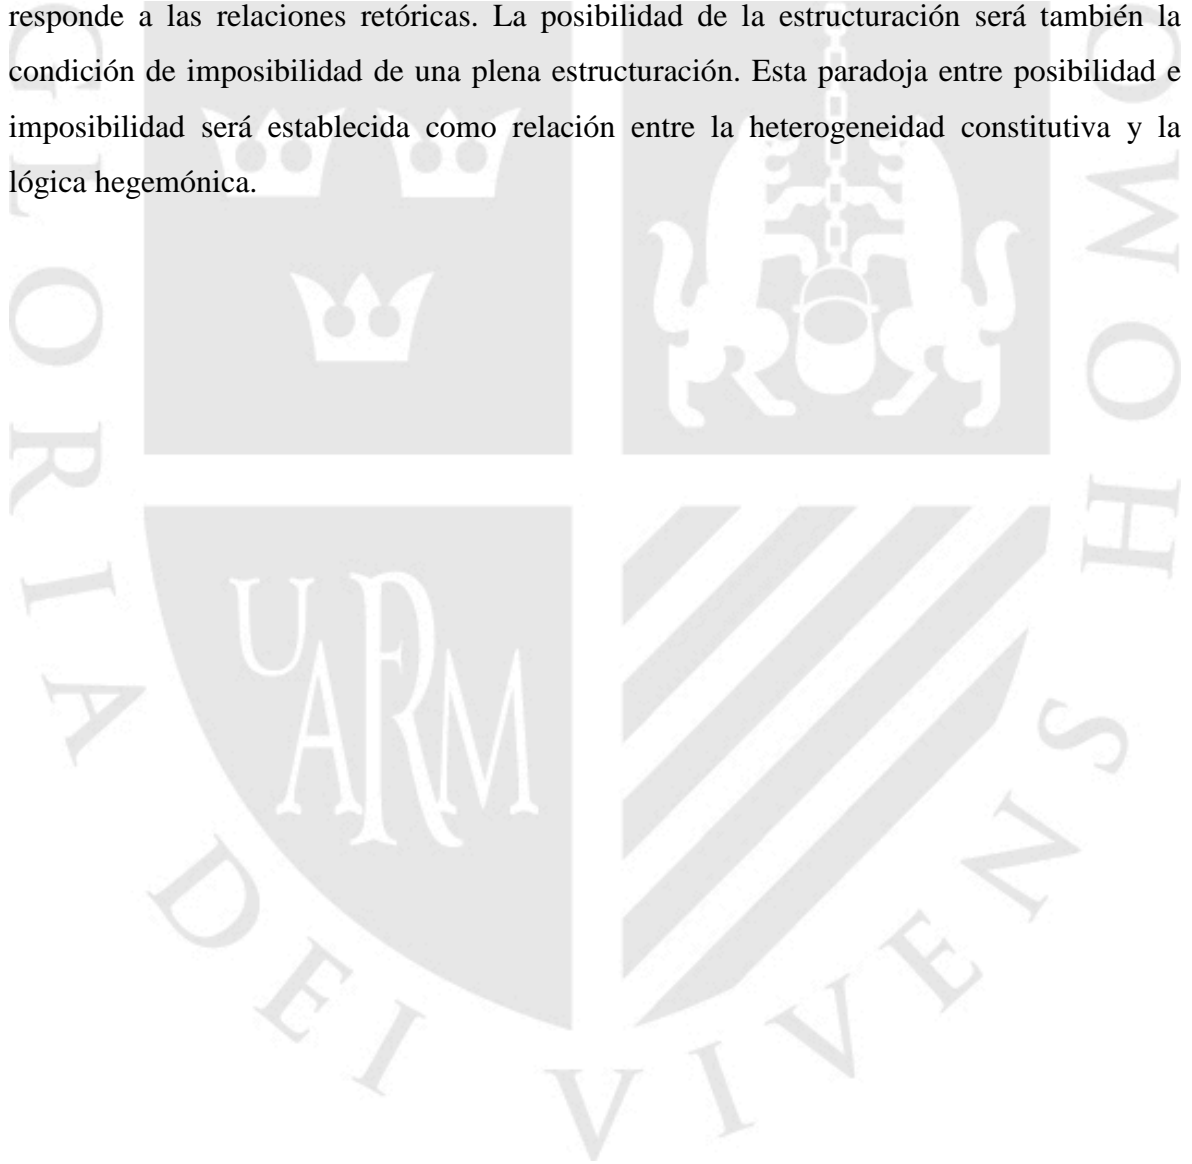 responde a las relaciones retóricas. La posibilidad de la estructuración será también la
condición de imposibilidad de una plena estructuración. Esta paradoja entre posibilidad e
imposibilidad será establecida como relación entre la heterogeneidad constitutiva y la
lógica hegemónica.
GLORIA DEI VIVENS HOMO
UARM